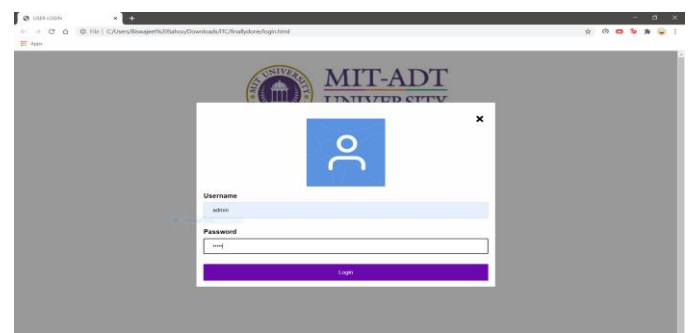 USER LOGIN
File | C:/Users/Biswajeet%20Sahoo/Downloads/ITC/finallydone/login.html
Apps
UNIVERSITY
MIT-ADT
UNIVERSITY
Username
admin
Password
•••••
Login